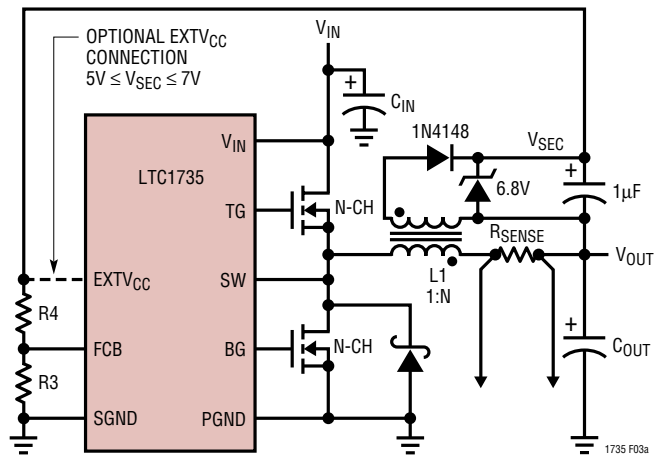 OPTIONAL EXTVCC
CONNECTION
5V ≤ VSEC ≤ 7V
VIN
+
CIN
VIN
LTC1735
TG
N-CH
1N4148
VSEC
6.8V
+
1µF
RSENSE
VOUT
L1
1:N
EXTVCC
SW
R4
FCB
BG
N-CH
+
COUT
R3
SGND
PGND
1735 F03a